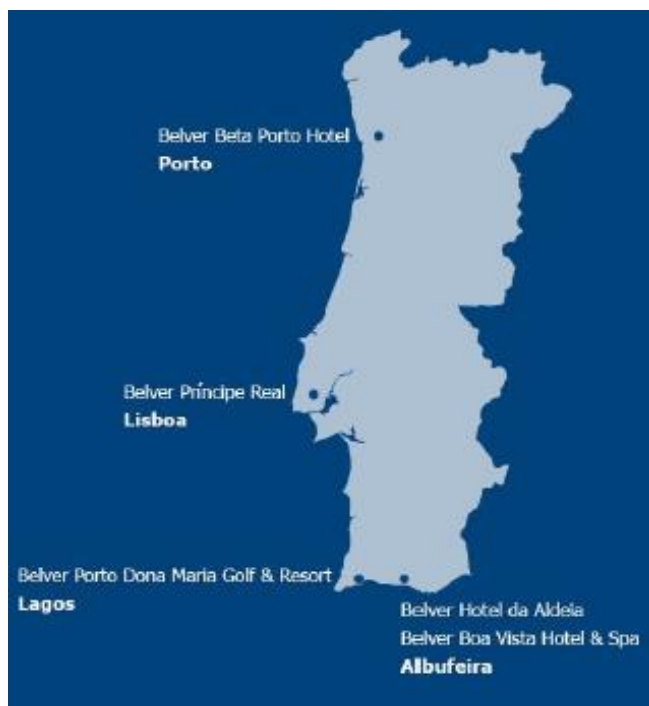 Belver Beta Porto Hotel
Porto
Belver Príncipe Real
Lisboa
Belver Porto Dona Maria Golf & Resort
Lagos
Belver Hotel da Aldeia
Belver Boa Vista Hotel & Spa
Albufeira